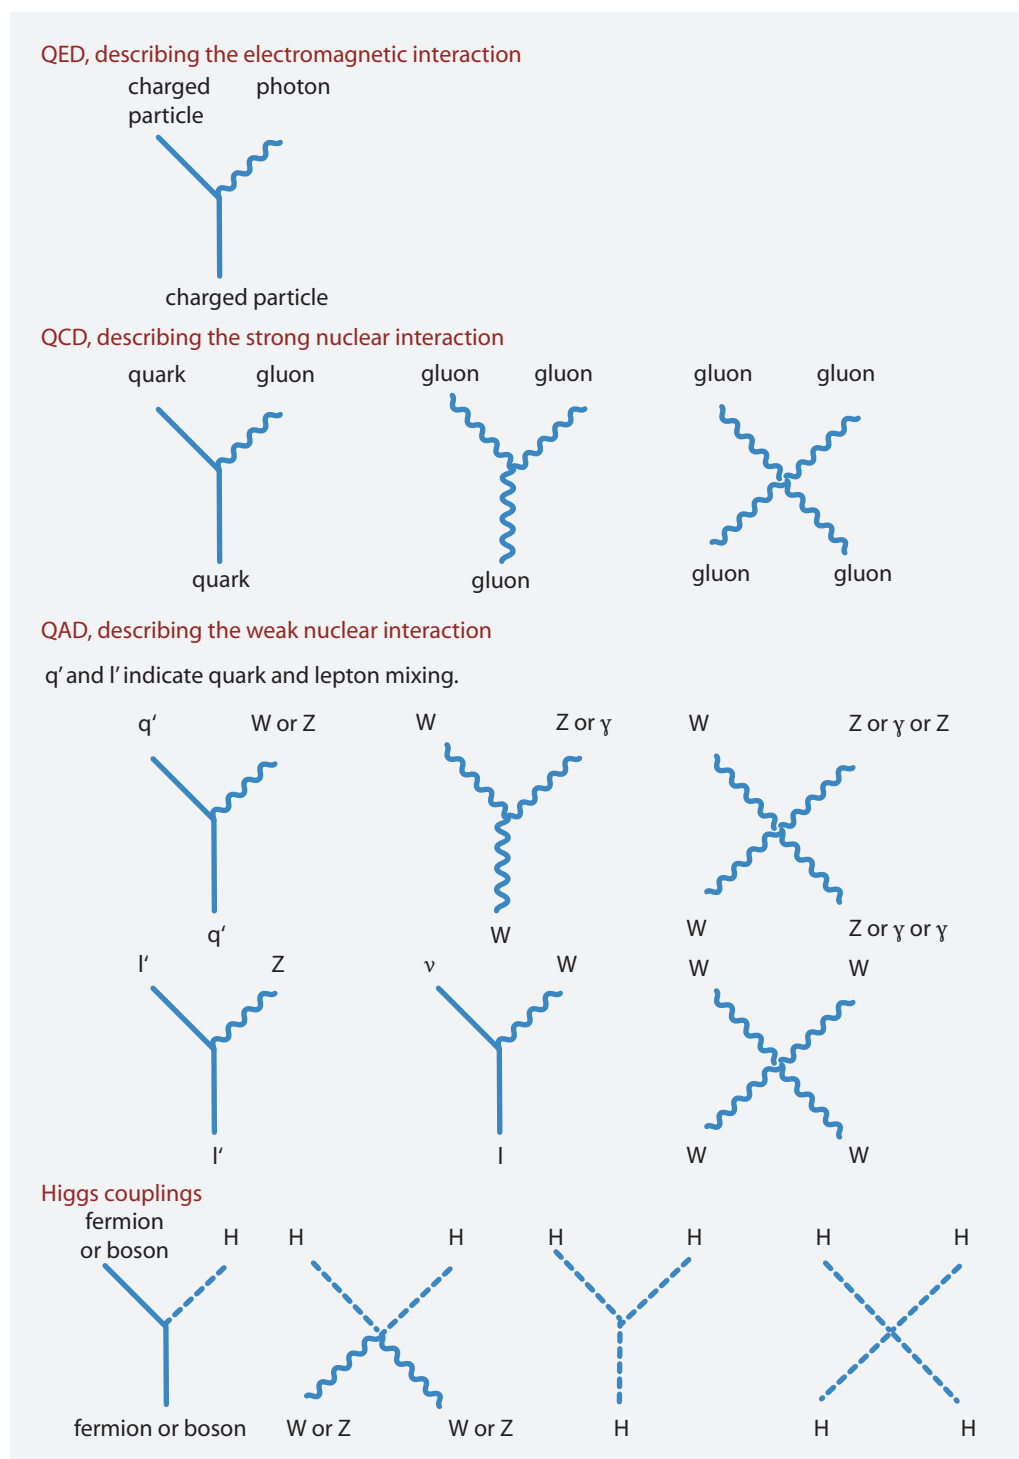 QED, describing the electromagnetic interaction
charged photon
particle
charged particle
QCD, describing the strong nuclear interaction
quark gluon gluon gluon gluon gluon
quark gluon gluon gluon
QAD, describing the weak nuclear interaction
q’ and l’ indicate quark and lepton mixing.
q‘ W or Z W Z or γ W Z or γ or Z
q‘ W W Z or γ or γ
l‘ Z ν W W W
l‘ l W W
Higgs couplings
fermion
or boson H H H H H H H
fermion or boson W or Z W or Z H H H